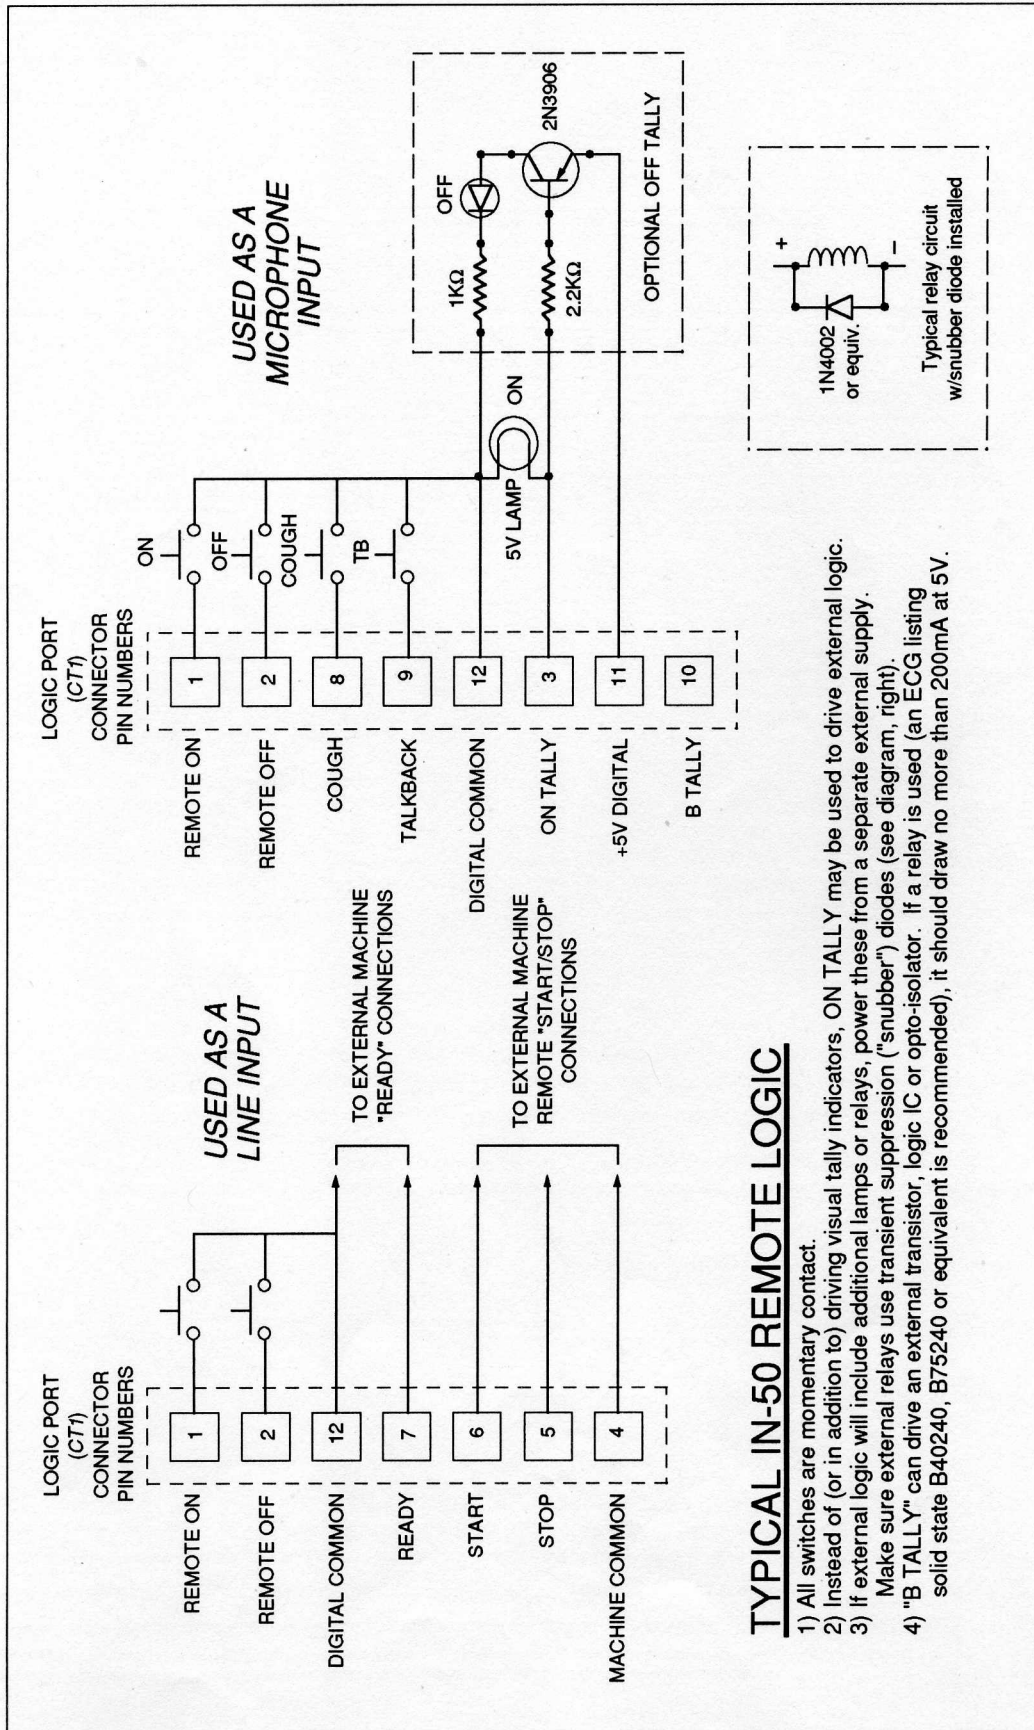 USED AS A
LINE INPUT
LOGIC PORT
(CT1)
CONNECTOR
PIN NUMBERS
REMOTE ON
1
REMOTE OFF
2
DIGITAL COMMON
12
READY
7
START
6
STOP
5
MACHINE COMMON
4
TO EXTERNAL MACHINE
"READY" CONNECTIONS
TO EXTERNAL MACHINE
REMOTE "START/STOP"
CONNECTIONS
USED AS A
MICROPHONE
INPUT
LOGIC PORT
(CT1)
CONNECTOR
PIN NUMBERS
REMOTE ON
1
ON
REMOTE OFF
2
OFF
COUGH
8
COUGH
TALKBACK
9
TB
DIGITAL COMMON
12
ON TALLY
3
+5V DIGITAL
11
B TALLY
10
5V LAMP
ON
1KΩ
OFF
2.2KΩ
2N3906
OPTIONAL OFF TALLY
TYPICAL IN-50 REMOTE LOGIC
1) All switches are momentary contact.
2) Instead of (or in addition to) driving visual tally indicators, ON TALLY may be used to drive external logic.
3) If external logic will include additional lamps or relays, power these from a separate external supply.
Make sure external relays use transient suppression ("snubber") diodes (see diagram, right).
4) "B TALLY" can drive an external transistor, logic IC or opto-isolator. If a relay is used (an ECG listing
solid state B40240, B75240 or equivalent is recommended), it should draw no more than 200mA at 5V.
+
−
1N4002
or equiv.
Typical relay circuit
w/snubber diode installed